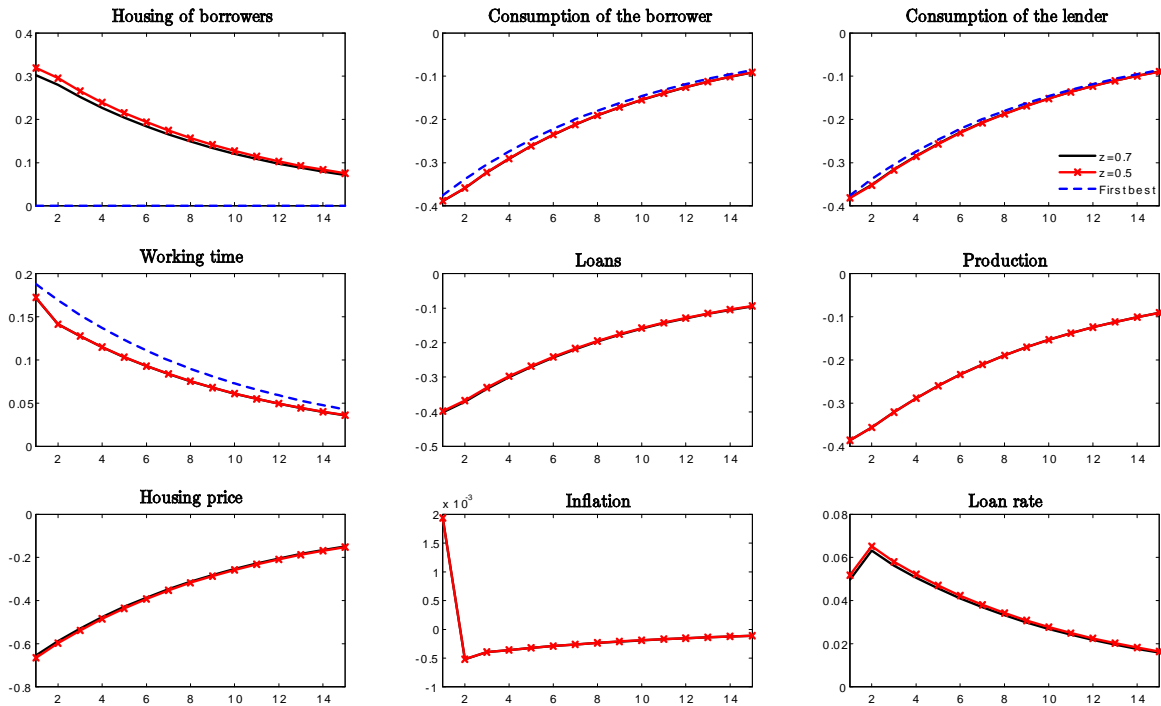 Housing of borrowers Consumption of the borrower Consumption of the lender
0.4 0 0
0.3 -0.1 -0.1
0.2 -0.2 -0.2
z=0.7
0.1 -0.3 -0.3 z=0.5
First best
0 -0.4 -0.4
2 4 6 8 10 12 14 2 4 6 8 10 12 14 2 4 6 8 10 12 14
Working time Loans Production
0.2 0 0
0.15 -0.1 -0.1
-0.2
0.1 -0.2
-0.3
0.05 -0.4 -0.3
0 -0.5 -0.4
2 4 6 8 10 12 14 2 4 6 8 10 12 14 2 4 6 8 10 12 14
Housing price Inflation Loan rate
x 10-3
0 2 0.08
1.5
-0.2 1 0.06
0.5
-0.4 0.04
0
-0.6 -0.5 0.02
-0.8 -1 0
2 4 6 8 10 12 14 2 4 6 8 10 12 14 2 4 6 8 10 12 14